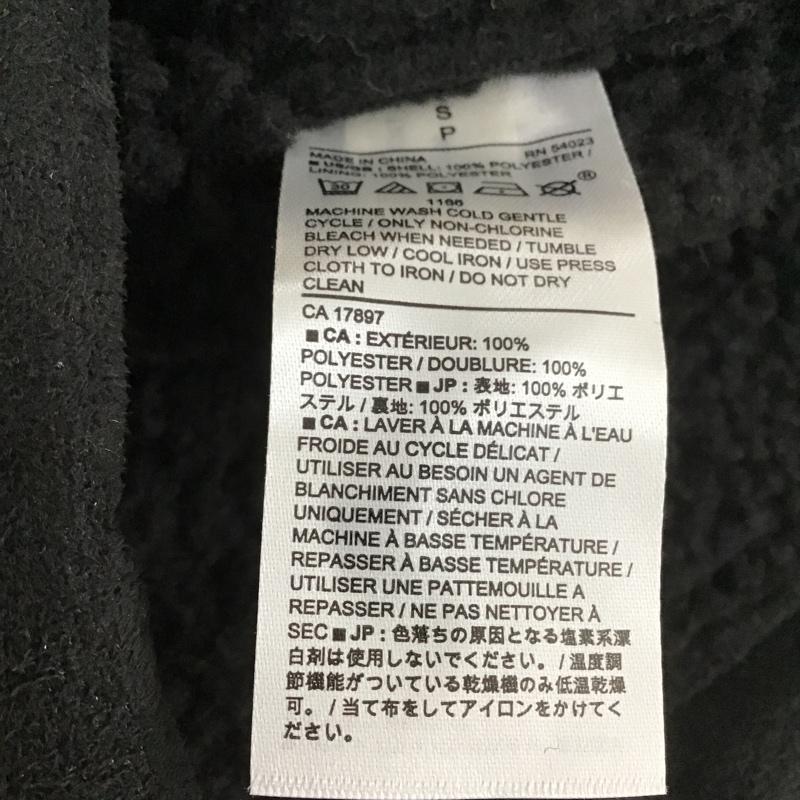 S
P
MADE IN CHINA RN 54023
■ US/GB : SHELL: 100% POLYESTER /
LINING: 100% POLYESTER
30 ®
1166
MACHINE WASH COLD GENTLE
CYCLE / ONLY NON-CHLORINE
BLEACH WHEN NEEDED / TUMBLE
DRY LOW / COOL IRON / USE PRESS
CLOTH TO IRON / DO NOT DRY
CLEAN
CA 17897
■ CA : EXTÉRIEUR: 100%
POLYESTER / DOUBLURE: 100%
POLYESTER ■ JP : 表地: 100% ポリエ
ステル / 裏地: 100% ポリエステル
■ CA : LAVER À LA MACHINE À L'EAU
FROIDE AU CYCLE DÉLICAT /
UTILISER AU BESOIN UN AGENT DE
BLANCHIMENT SANS CHLORE
UNIQUEMENT / SÉCHER À LA
MACHINE À BASSE TEMPÉRATURE /
REPASSER À BASSE TEMPÉRATURE /
UTILISER UNE PATTEMOUILLE A
REPASSER / NE PAS NETTOYER À
SEC ■ JP : 色落ちの原因となる塩素系漂
白剤は使用しないでください。 / 温度調
節機能がついている乾燥機のみ低温乾燥
可。 / 当て布をしてアイロンをかけてく
ださい。